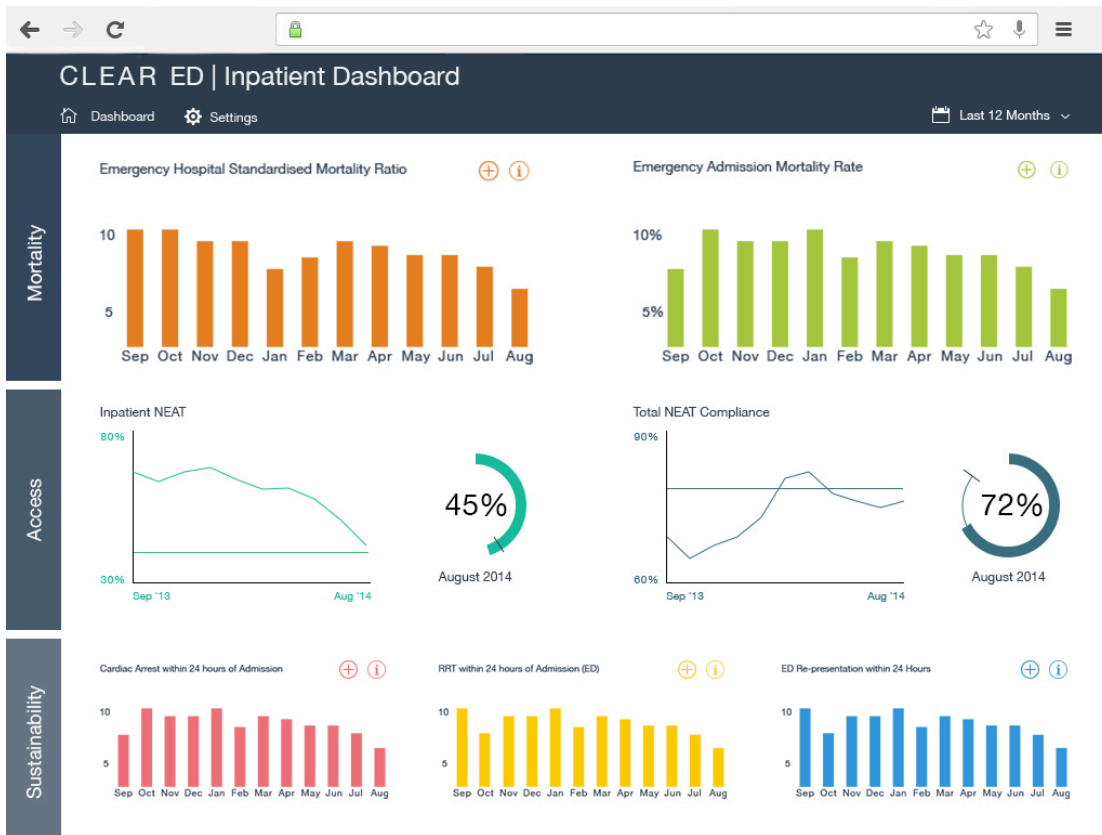 CLEAR ED | Inpatient Dashboard
Dashboard Settings Last 12 Months
Mortality
Emergency Hospital Standardised Mortality Ratio
10
5
Sep Oct Nov Dec Jan Feb Mar Apr May Jun Jul Aug
Emergency Admission Mortality Rate
10%
5%
Sep Oct Nov Dec Jan Feb Mar Apr May Jun Jul Aug
Access
Inpatient NEAT
80%
30%
Sep '13 Aug '14
45%
August 2014
Total NEAT Compliance
90%
60%
Sep '13 Aug '14
72%
August 2014
Sustainability
Cardiac Arrest within 24 hours of Admission
10
5
Sep Oct Nov Dec Jan Feb Mar Apr May Jun Jul Aug
RRT within 24 hours of Admission (ED)
10
5
Sep Oct Nov Dec Jan Feb Mar Apr May Jun Jul Aug
ED Re-presentation within 24 Hours
10
5
Sep Oct Nov Dec Jan Feb Mar Apr May Jun Jul Aug